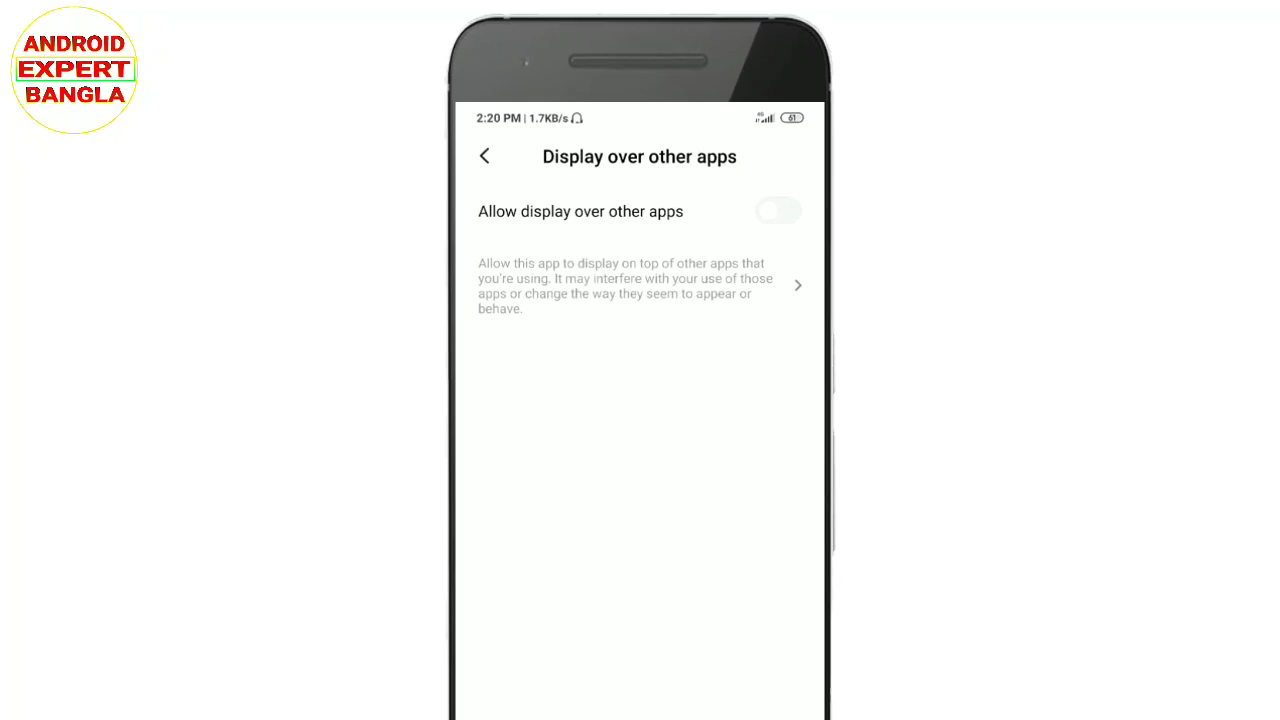 ANDROID
EXPERT
BANGLA
2:20 PM | 1.7KB/s
4G
61
Display over other apps
Allow display over other apps
Allow this app to display on top of other apps that
you're using. It may interfere with your use of those
apps or change the way they seem to appear or
behave.